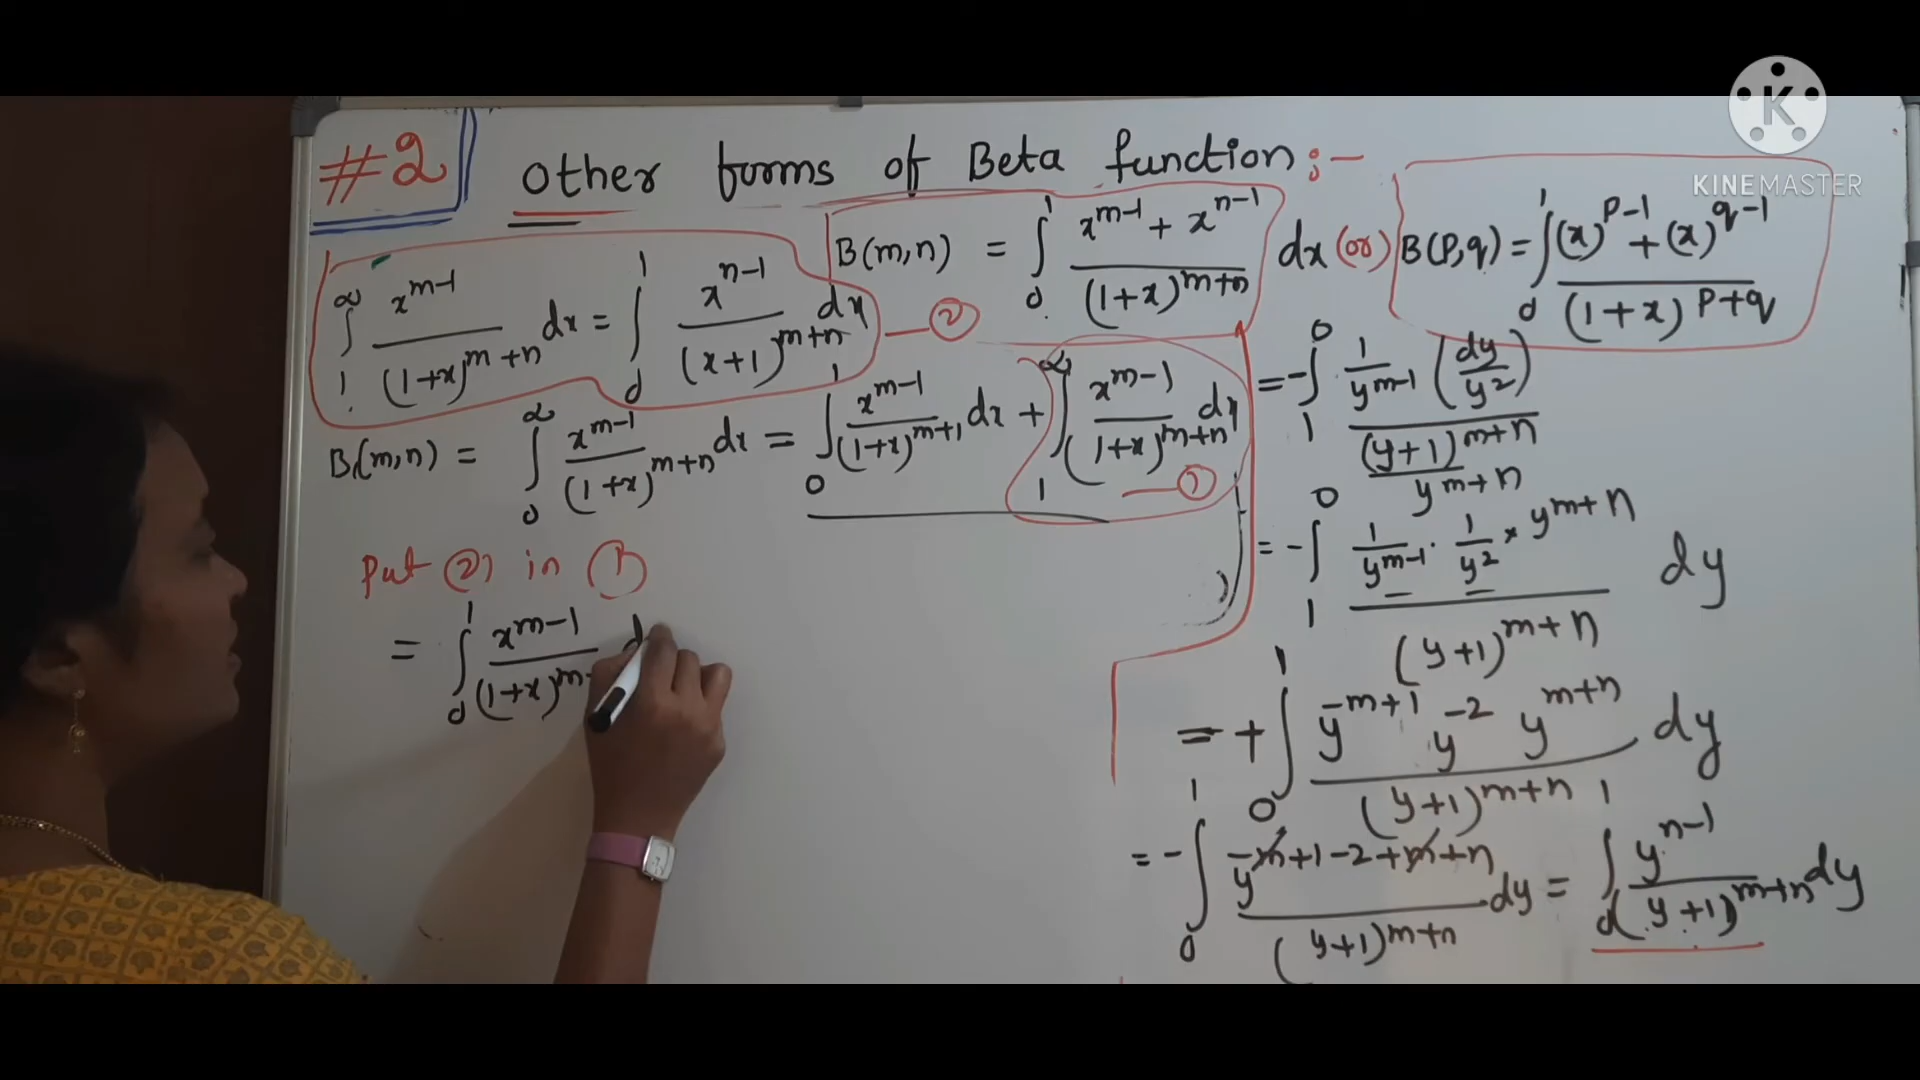 KINEMASTER
#2 Other forms of Beta function :-
B(m,n) = ∫₀¹ x^{m-1} + x^{n-1} / (1+x)^{m+n} dx (or) B(P,q) = ∫₀¹ (x)^{P-1} + (x)^{q-1} / (1+x)^{P+q}
∫₁^∞ x^{m-1} / (1+x)^{m+n} dx = ∫₀¹ x^{n-1} / (x+1)^{m+n} dx — ②
B(m,n) = ∫₀^∞ x^{m-1} / (1+x)^{m+n} dx = ∫₀¹ x^{m-1} / (1+x)^{m+1} dx + ∫₁^∞ x^{m-1} / (1+x)^{m+n} dx — ①
Put ② in ①
= ∫₀¹ x^{m-1} / (1+x)^{m+ d
= -∫₁⁰ 1/y^{m-1} (dy/y²) / (y+1)^{m+n} / y^{m+n}
= -∫₁⁰ 1/y^{m-1} · 1/y² × y^{m+n} / (y+1)^{m+n} dy
= +∫₀¹ y^{-m+1} y^{-2} y^{m+n} / (y+1)^{m+n} dy
= -∫₀¹ y^{-m+1-2+m+n} / (y+1)^{m+n} dy = ∫₀¹ y^{n-1} / (y+1)^{m+n} dy